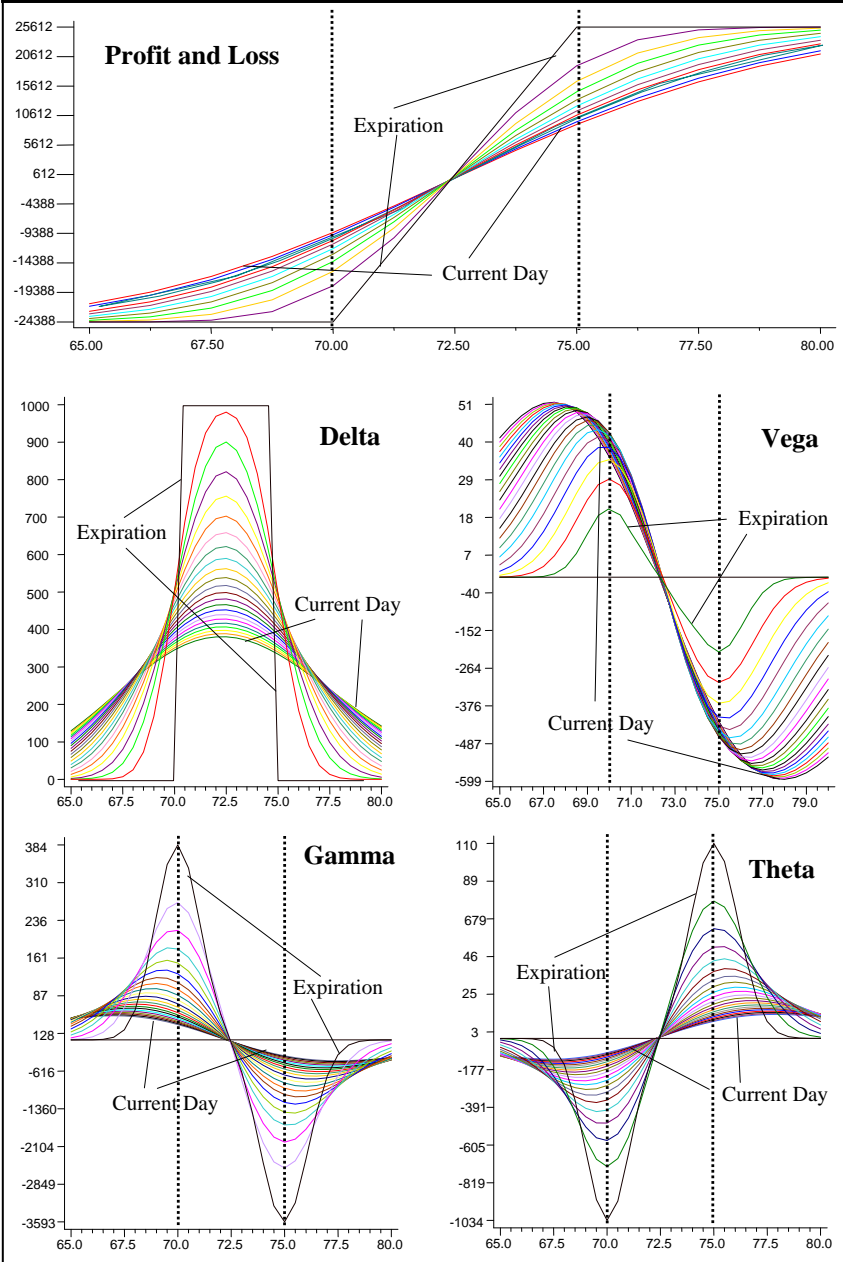 Profit and Loss
25612
20612
15612
10612
5612
612
-4388
-9388
-14388
-19388
-24388
Expiration
Current Day
65.00 67.50 70.00 72.50 75.00 77.50 80.00
Delta
1000
900
800
700
600
500
400
300
200
100
0
Expiration
Current Day
65.0 67.5 70.0 72.5 75.0 77.5 80.0
Vega
51
40
29
18
7
-40
-152
-264
-376
-487
-599
Expiration
Current Day
65.0 67.0 69.0 71.0 73.0 75.0 77.0 79.0
Gamma
384
310
236
161
87
128
-616
-1360
-2104
-2849
-3593
Expiration
Current Day
65.0 67.5 70.0 72.5 75.0 77.5 80.0
Theta
110
89
679
46
25
3
-177
-391
-605
-819
-1034
Expiration
Current Day
65.0 67.5 70.0 72.5 75.0 77.5 80.0